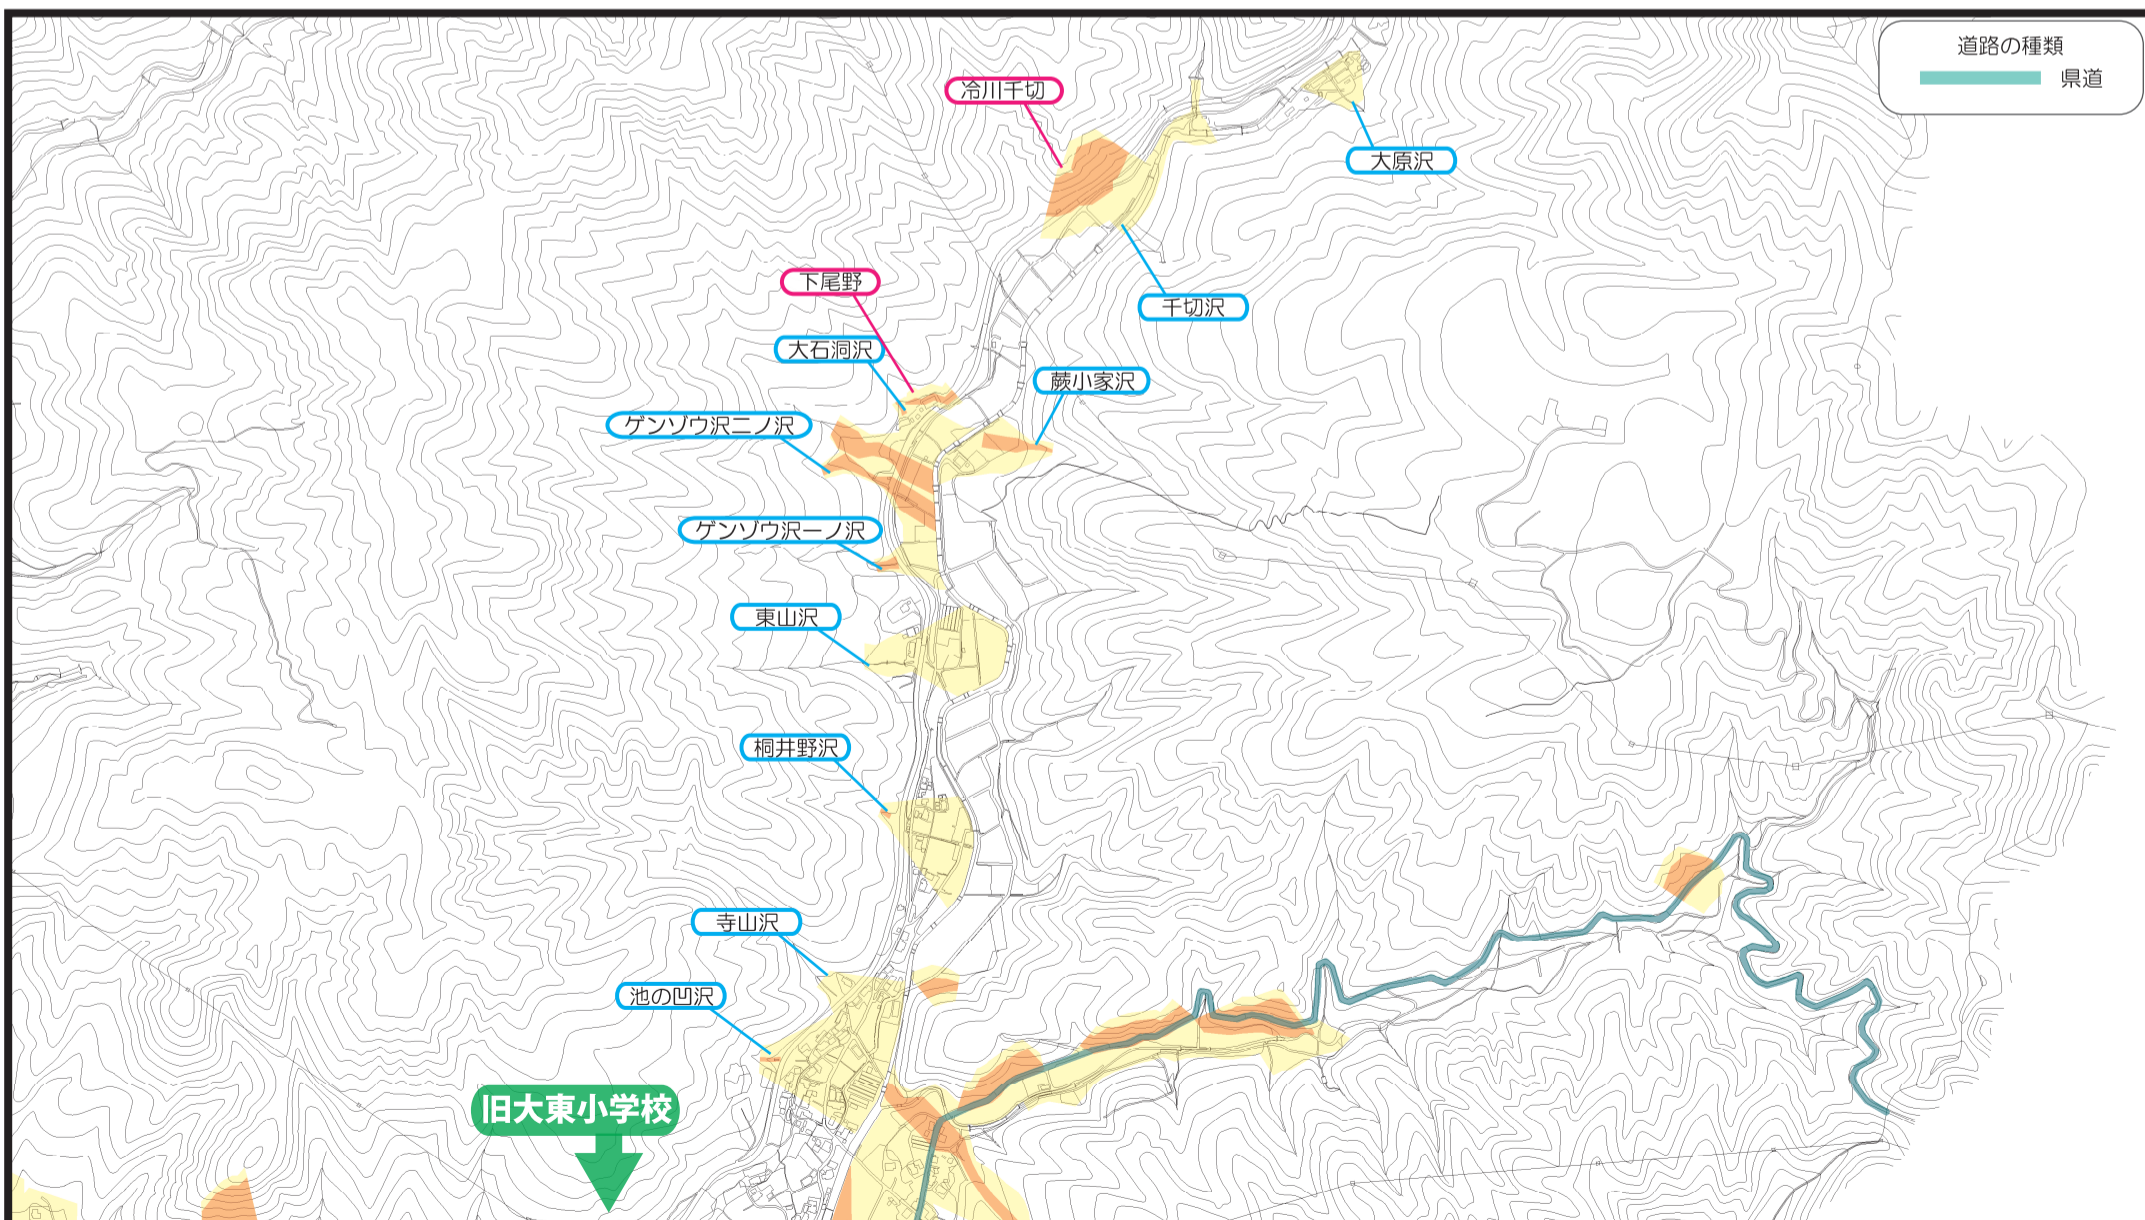 道路の種類
県道
冷川千切
大原沢
下尾野
千切沢
大石洞沢
蕨小家沢
ゲンゾウ沢二ノ沢
ゲンゾウ沢一ノ沢
東山沢
桐井野沢
寺山沢
池の凹沢
旧大東小学校